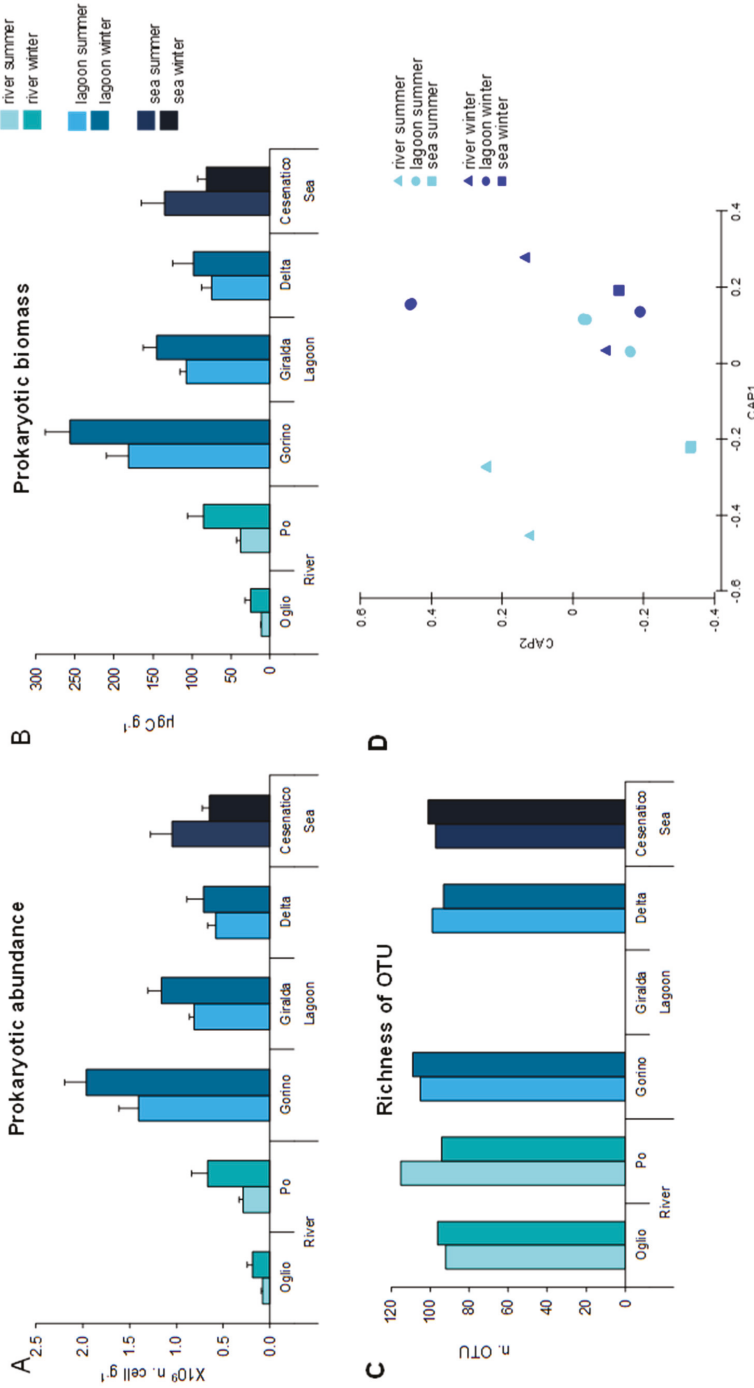 A
Prokaryotic abundance
X10⁹ n. cell g⁻¹
2.5
2.0
1.5
1.0
0.5
0
Oglio
Po
Gorino
Giralda
Delta
Cesenatico
River
Lagoon
Sea
B
Prokaryotic biomass
µgC g⁻¹
300
250
200
150
100
50
0
Oglio
Po
Gorino
Giralda
Delta
Cesenatico
River
Lagoon
Sea
river summer
river winter
lagoon summer
lagoon winter
sea summer
sea winter
C
Richness of OTU
n. OTU
120
100
80
60
40
20
0
Oglio
Po
Gorino
Giralda
Delta
Cesenatico
River
Lagoon
Sea
D
CAP2
0.6
0.4
0.2
0
-0.2
-0.4
-0.6
-0.4
-0.2
0
0.2
0.4
CAP1
river summer
lagoon summer
sea summer
river winter
lagoon winter
sea winter